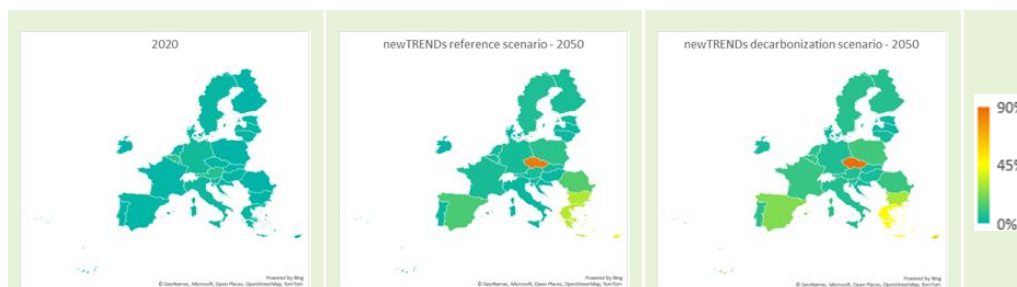 2020
newTRENDs reference scenario - 2050
newTRENDs decarbonization scenario - 2050
90%
45%
0%
Powered by Bing
© GeoNames, Microsoft, Open Places, OpenStreetMap, TomTom
Powered by Bing
© GeoNames, Microsoft, Open Places, OpenStreetMap, TomTom
Powered by Bing
© GeoNames, Microsoft, Open Places, OpenStreetMap, TomTom